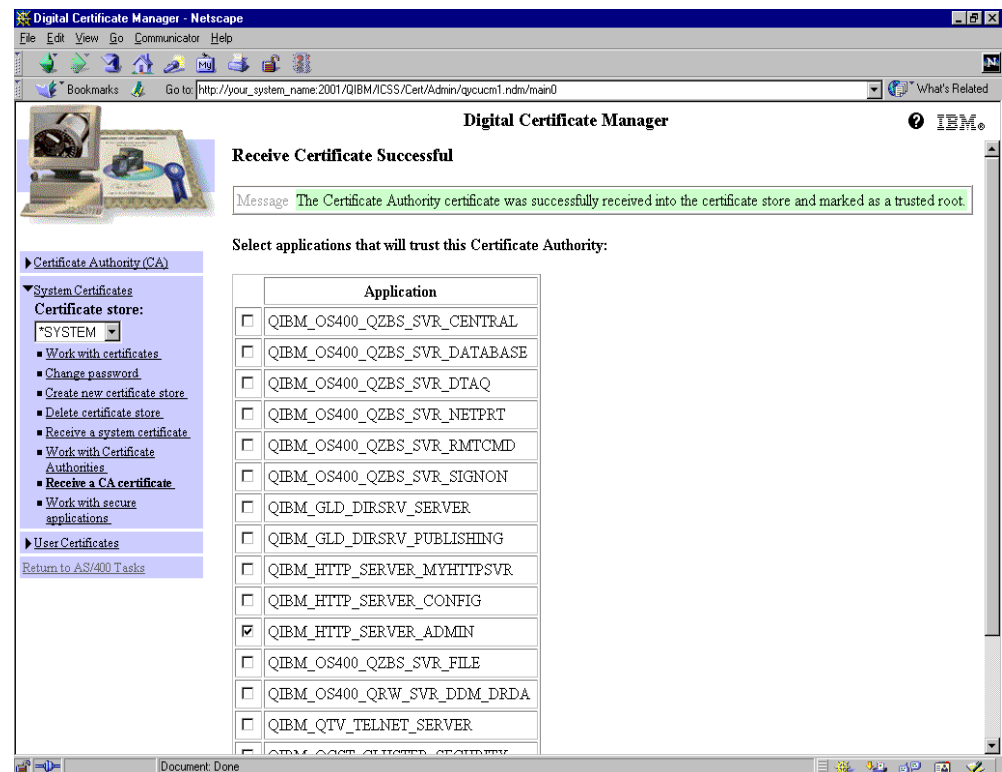 Digital Certificate Manager - Netscape
File Edit View Go Communicator Help
Bookmarks Go to: http://your_system_name:2001/QIBM/ICSS/Cert/Admin/qycucm1.ndm/main0 What's Related
Digital Certificate Manager
IBM
Receive Certificate Successful
Message The Certificate Authority certificate was successfully received into the certificate store and marked as a trusted root.
Select applications that will trust this Certificate Authority:
Certificate Authority (CA)
System Certificates
Certificate store:
*SYSTEM
Work with certificates
Change password
Create new certificate store
Delete certificate store
Receive a system certificate
Work with Certificate
Authorities
Receive a CA certificate
Work with secure
applications
User Certificates
Return to AS/400 Tasks
Application
QIBM_OS400_QZBS_SVR_CENTRAL
QIBM_OS400_QZBS_SVR_DATABASE
QIBM_OS400_QZBS_SVR_DTAQ
QIBM_OS400_QZBS_SVR_NETPRT
QIBM_OS400_QZBS_SVR_RMTCMD
QIBM_OS400_QZBS_SVR_SIGNON
QIBM_GLD_DIRSRV_SERVER
QIBM_GLD_DIRSRV_PUBLISHING
QIBM_HTTP_SERVER_MYHTTPSVR
QIBM_HTTP_SERVER_CONFIG
QIBM_HTTP_SERVER_ADMIN
QIBM_OS400_QZBS_SVR_FILE
QIBM_OS400_QRW_SVR_DDM_DRDA
QIBM_QTV_TELNET_SERVER
QIBM_QCST_CLUSTER_SECURITY
Document: Done